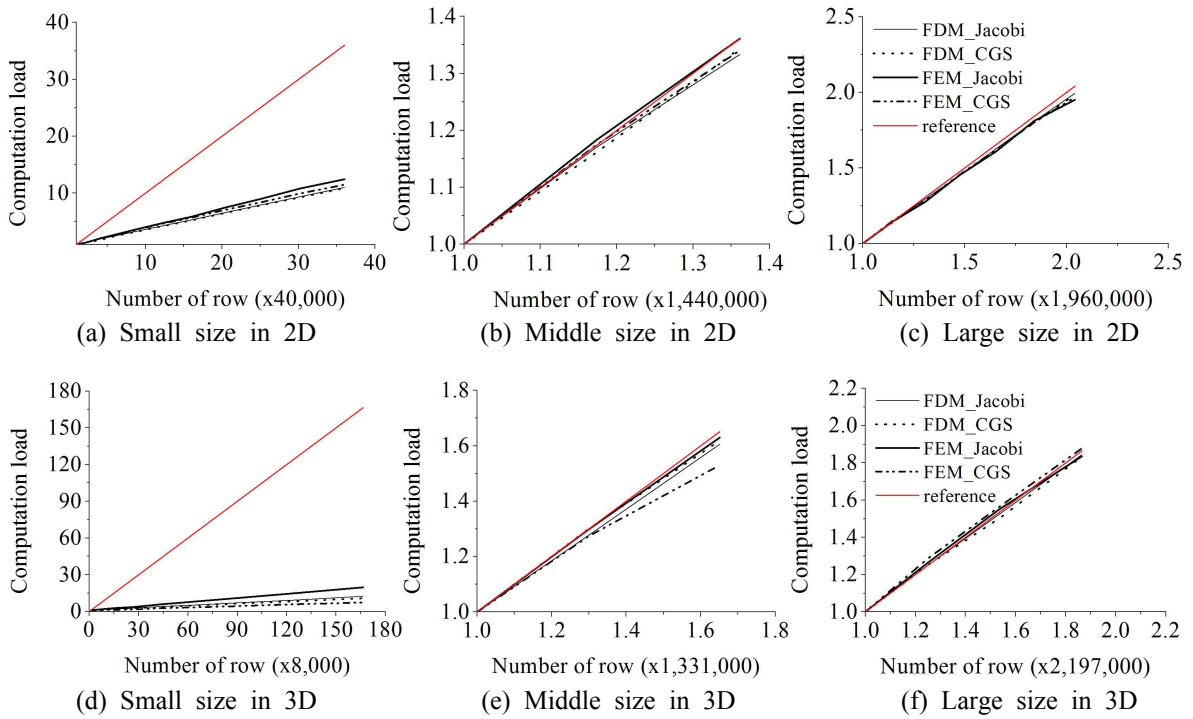 40
30
20
10
10
20
30
40
Computation load
Number of row (x40,000)
(a) Small size in 2D
1.4
1.3
1.2
1.1
1.0
1.0
1.1
1.2
1.3
1.4
Computation load
Number of row (x1,440,000)
(b) Middle size in 2D
2.5
2.0
1.5
1.0
1.0
1.5
2.0
2.5
Computation load
FDM_Jacobi
FDM_CGS
FEM_Jacobi
FEM_CGS
reference
Number of row (x1,960,000)
(c) Large size in 2D
180
150
120
90
60
30
0
0
30
60
90
120
150
180
Computation load
Number of row (x8,000)
(d) Small size in 3D
1.8
1.6
1.4
1.2
1.0
1.0
1.2
1.4
1.6
1.8
Computation load
Number of row (x1,331,000)
(e) Middle size in 3D
2.2
2.0
1.8
1.6
1.4
1.2
1.0
1.0
1.2
1.4
1.6
1.8
2.0
2.2
Computation load
FDM_Jacobi
FDM_CGS
FEM_Jacobi
FEM_CGS
reference
Number of row (x2,197,000)
(f) Large size in 3D